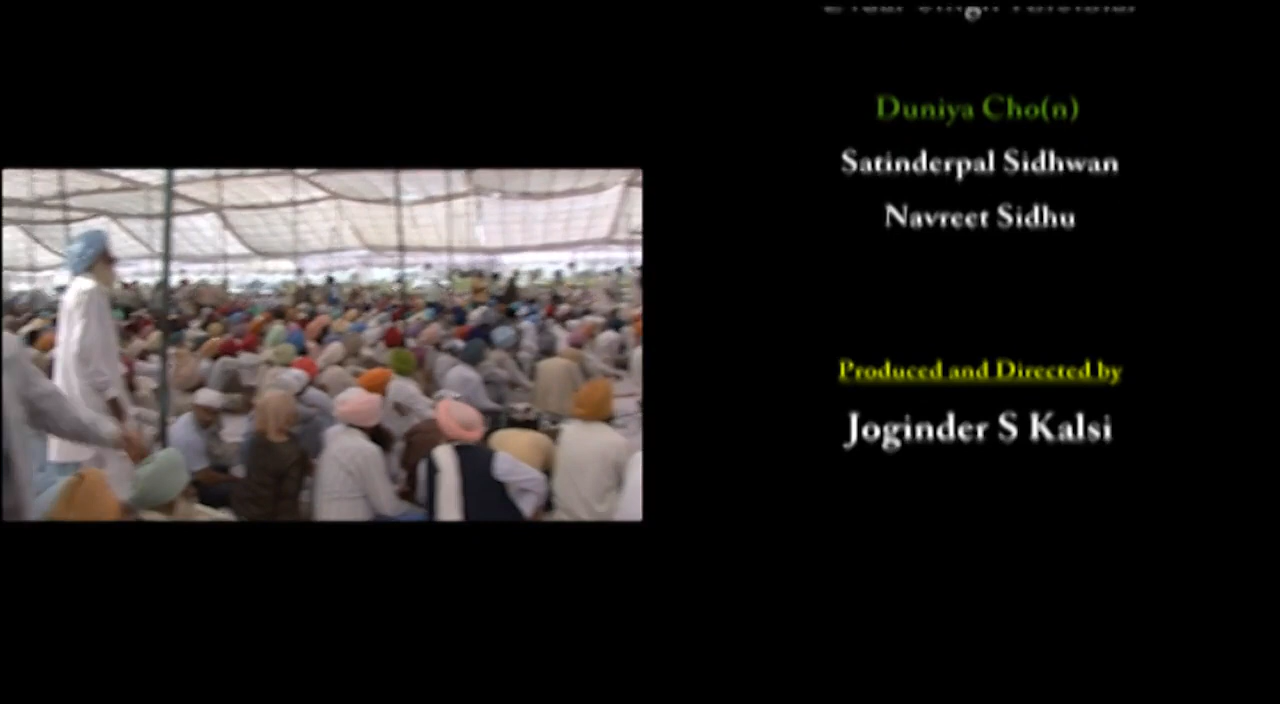 Duniya Cho(n)
Satinderpal Sidhwan
Navreet Sidhu
Produced and Directed by
Joginder S Kalsi